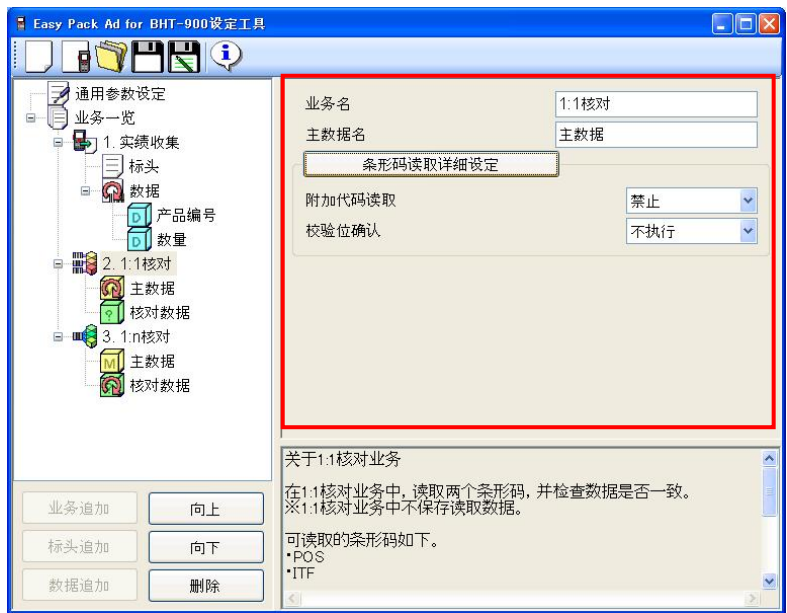 Easy Pack Ad for BHT-900设定工具
通用参数设定
业务一览
1. 实绩收集
标头
数据
D 产品编号
D 数量
2. 1:1核对
主数据
? 核对数据
3. 1:n核对
M 主数据
核对数据
业务追加 向上
标头追加 向下
数据追加 删除
业务名 1:1核对
主数据名 主数据
条形码读取详细设定
附加代码读取 禁止
校验位确认 不执行
关于1:1核对业务
在1:1核对业务中, 读取两个条形码, 并检查数据是否一致。
※1:1核对业务中不保存读取数据。
可读取的条形码如下。
•POS
•ITF